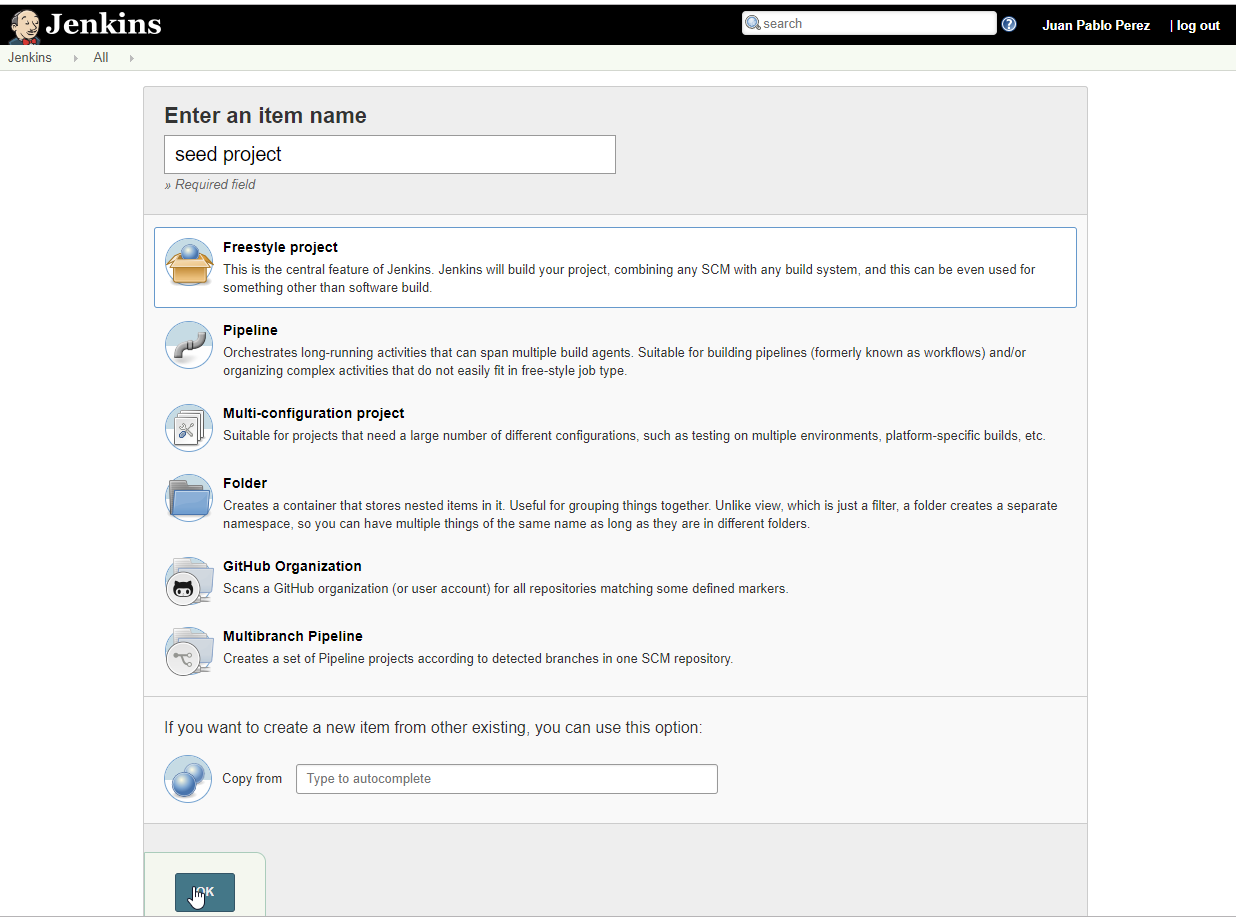 Jenkins
search
Juan Pablo Perez | log out
Jenkins All
Enter an item name
seed project
» Required field
Freestyle project
This is the central feature of Jenkins. Jenkins will build your project, combining any SCM with any build system, and this can be even used for
something other than software build.
Pipeline
Orchestrates long-running activities that can span multiple build agents. Suitable for building pipelines (formerly known as workflows) and/or
organizing complex activities that do not easily fit in free-style job type.
Multi-configuration project
Suitable for projects that need a large number of different configurations, such as testing on multiple environments, platform-specific builds, etc.
Folder
Creates a container that stores nested items in it. Useful for grouping things together. Unlike view, which is just a filter, a folder creates a separate
namespace, so you can have multiple things of the same name as long as they are in different folders.
GitHub Organization
Scans a GitHub organization (or user account) for all repositories matching some defined markers.
Multibranch Pipeline
Creates a set of Pipeline projects according to detected branches in one SCM repository.
If you want to create a new item from other existing, you can use this option:
Copy from Type to autocomplete
OK